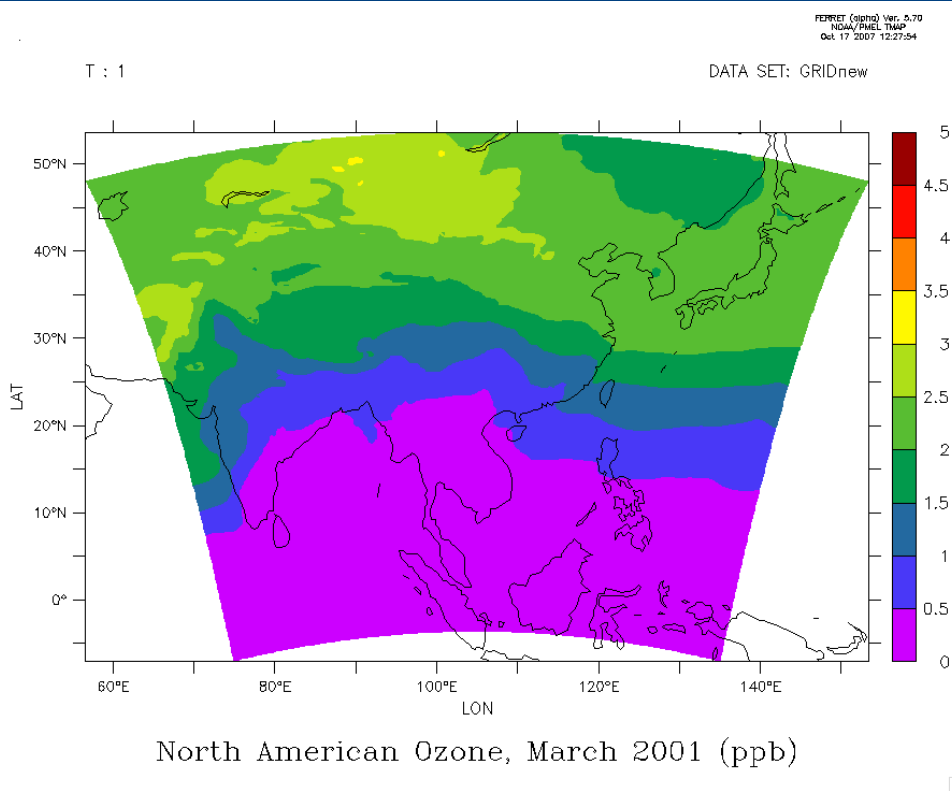 FERRET (alpha) Ver. 5.70
NOAA/PMEL TMAP
Oct 17 2007 12:27:54
T : 1
DATA SET: GRIDnew
50°N
40°N
30°N
20°N
10°N
0°
LAT
60°E 80°E 100°E 120°E 140°E
LON
5
4.5
4
3.5
3
2.5
2
1.5
1
0.5
0
North American Ozone, March 2001 (ppb)